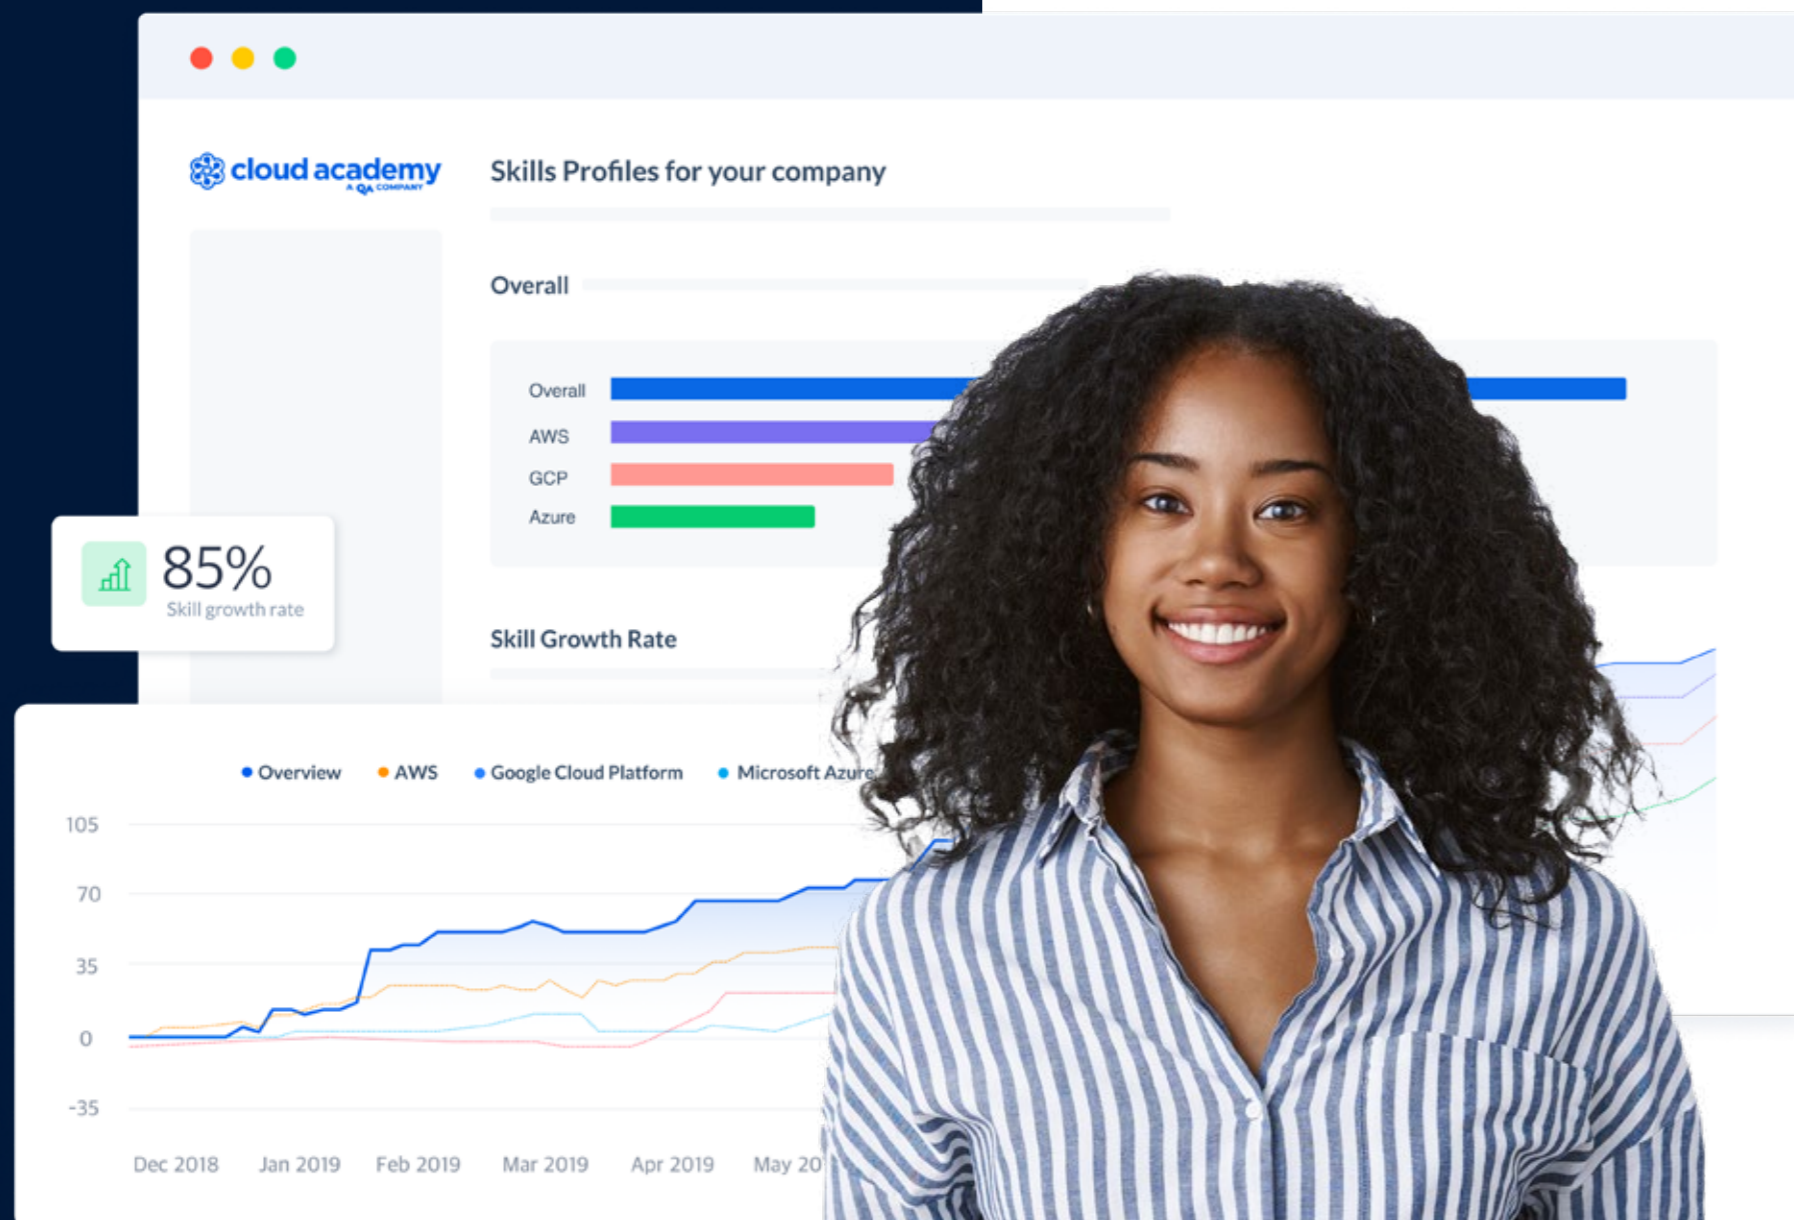 cloud academy
A QA COMPANY
Skills Profiles for your company
Overall
Overall
AWS
GCP
Azure
85%
Skill growth rate
Skill Growth Rate
Overview AWS Google Cloud Platform Microsoft Azure
105
70
35
0
-35
Dec 2018 Jan 2019 Feb 2019 Mar 2019 Apr 2019 May 20